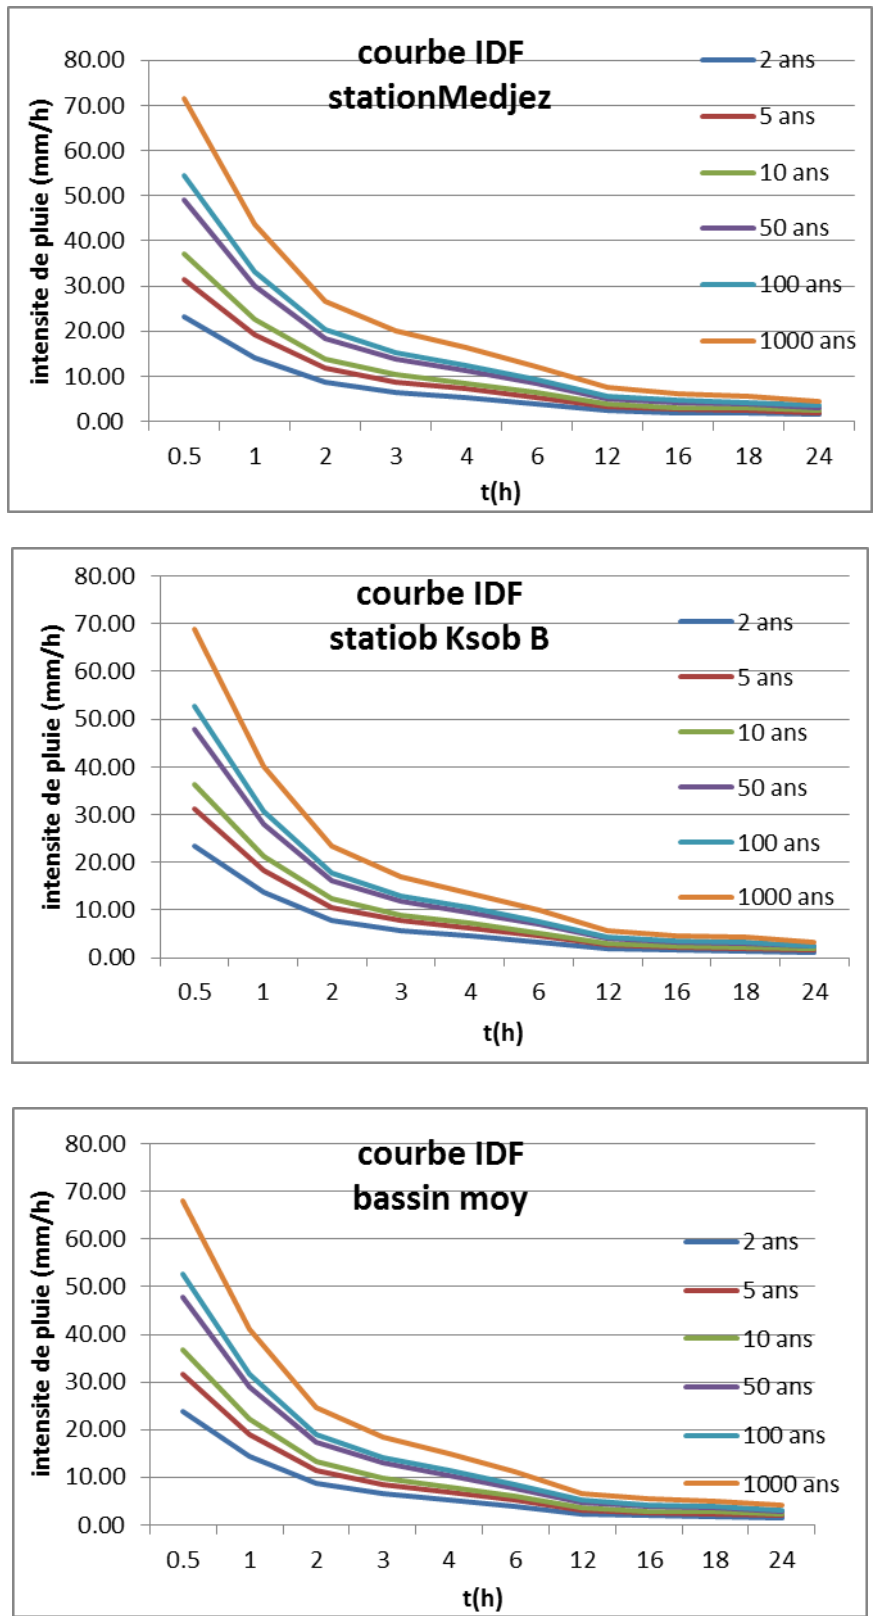 courbe IDF
stationMedjez
intensite de pluie (mm/h)
80.00
70.00
60.00
50.00
40.00
30.00
20.00
10.00
0.00
0.5 1 2 3 4 6 12 16 18 24
t(h)
2 ans
5 ans
10 ans
50 ans
100 ans
1000 ans
courbe IDF
statiob Ksob B
intensite de pluie (mm/h)
80.00
70.00
60.00
50.00
40.00
30.00
20.00
10.00
0.00
0.5 1 2 3 4 6 12 16 18 24
t(h)
2 ans
5 ans
10 ans
50 ans
100 ans
1000 ans
courbe IDF
bassin moy
intensite de pluie (mm/h)
80.00
70.00
60.00
50.00
40.00
30.00
20.00
10.00
0.00
0.5 1 2 3 4 6 12 16 18 24
t(h)
2 ans
5 ans
10 ans
50 ans
100 ans
1000 ans